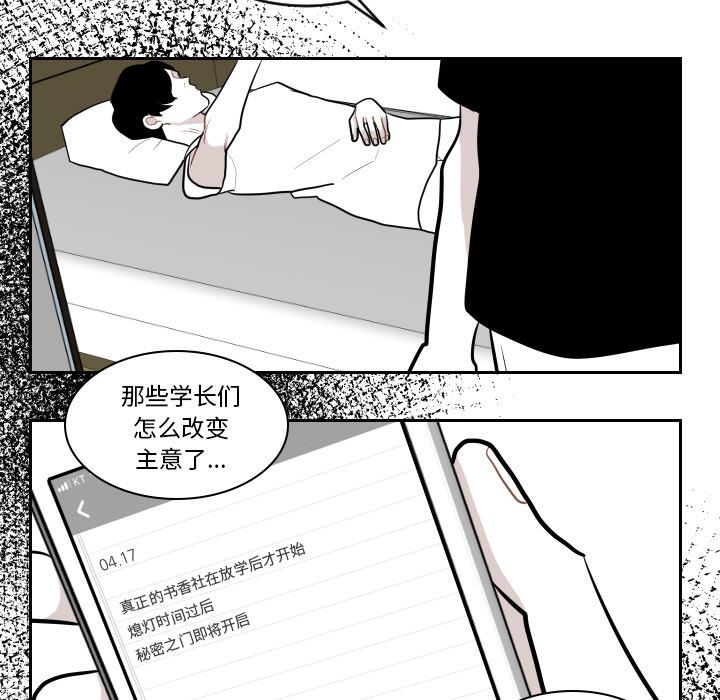 那些学长们
怎么改变
主意了...
KT
04.17
真正的书香社在放学后才开始
熄灯时间过后
秘密之门即将开启